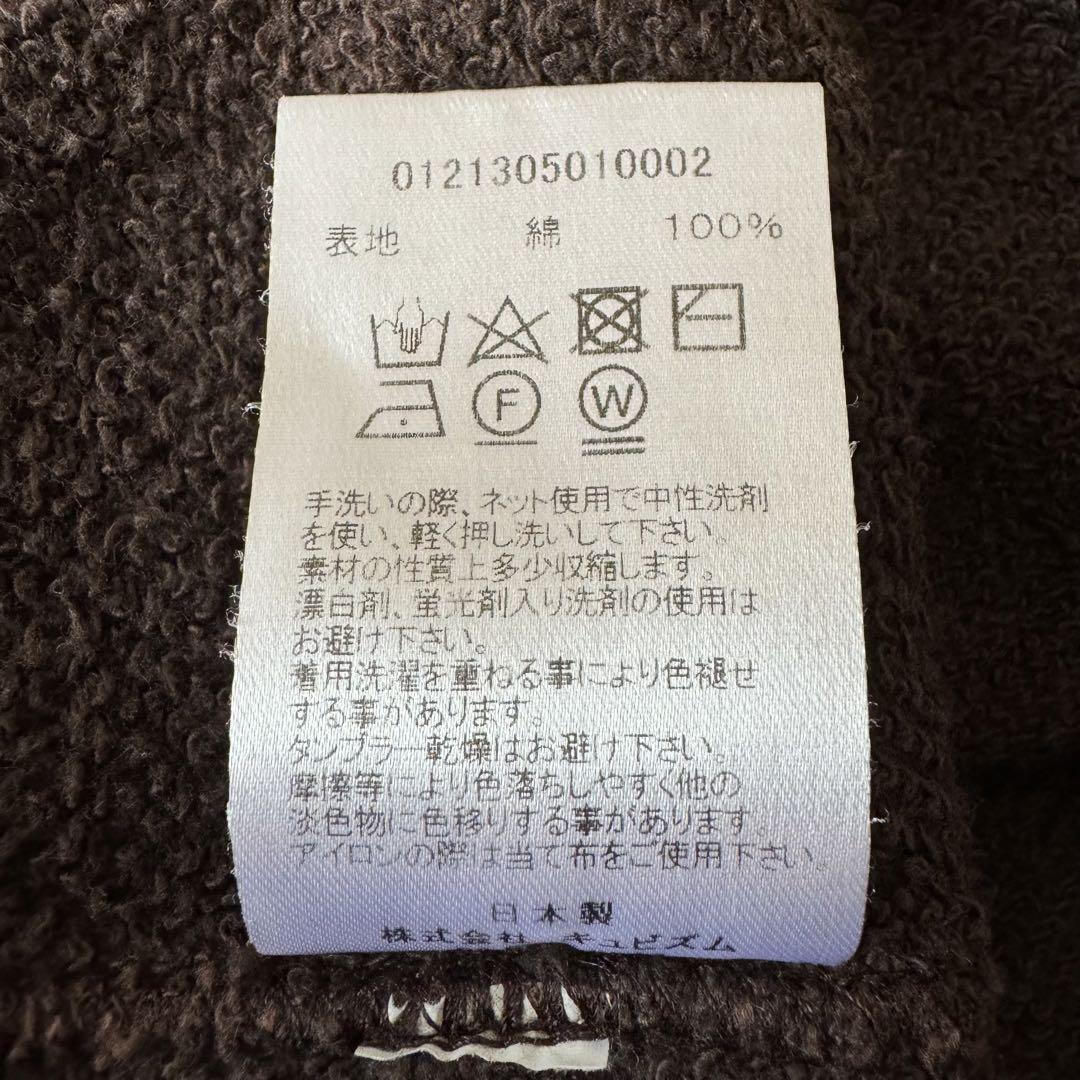 0121305010002
表地 綿 100%
F W
手洗いの際、ネット使用で中性洗剤
を使い、軽く押し洗いして下さい。
素材の性質上多少収縮します。
漂白剤、蛍光剤入り洗剤の使用は
お避け下さい。
着用洗濯を重ねる事により色褪せ
する事があります。
タンブラー乾燥はお避け下さい。
摩擦等により色落ちしやすく他の
淡色物に色移りする事があります。
アイロンの際は当て布をご使用下さい。
日本製
株式会社 キュビズム